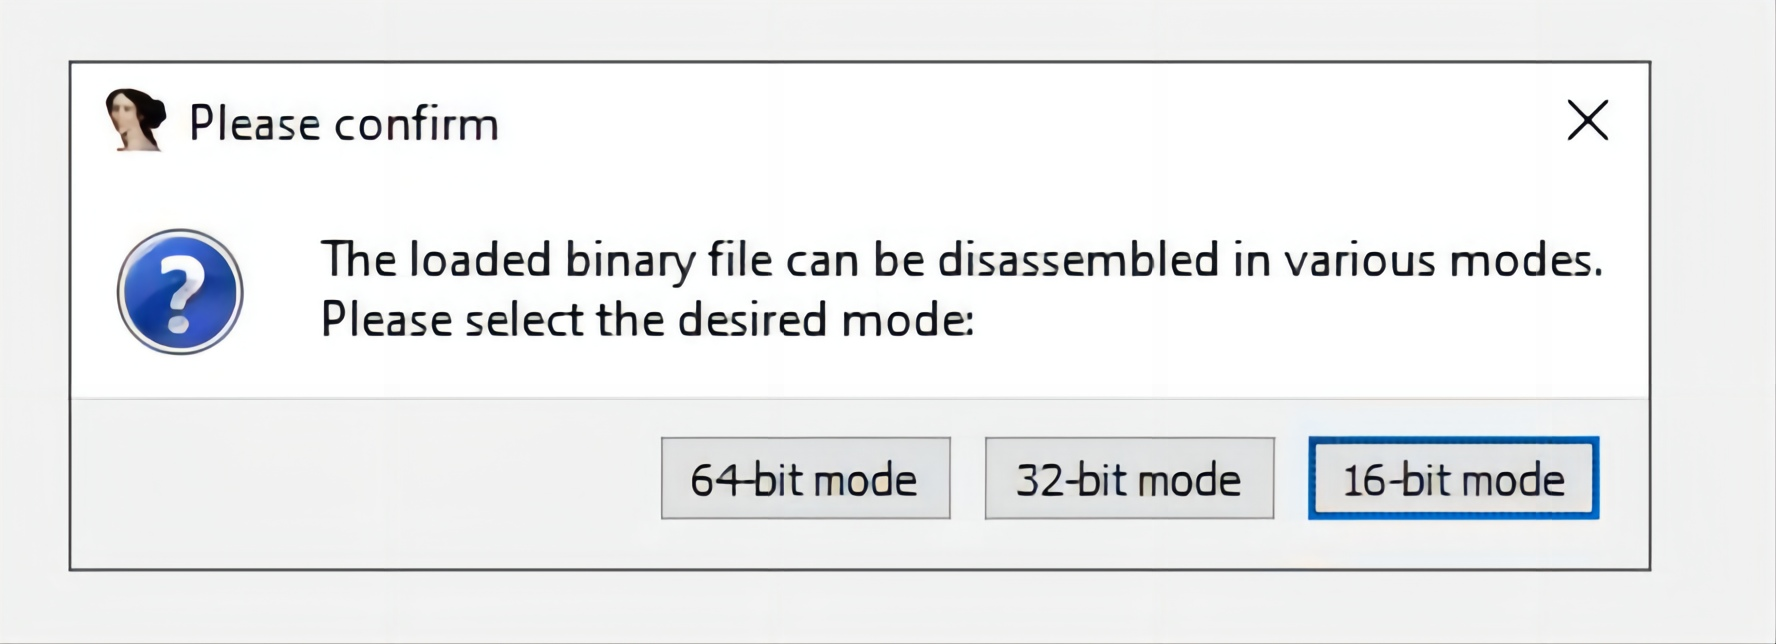 Please confirm
The loaded binary file can be disassembled in various modes.
Please select the desired mode:
64-bit mode
32-bit mode
16-bit mode